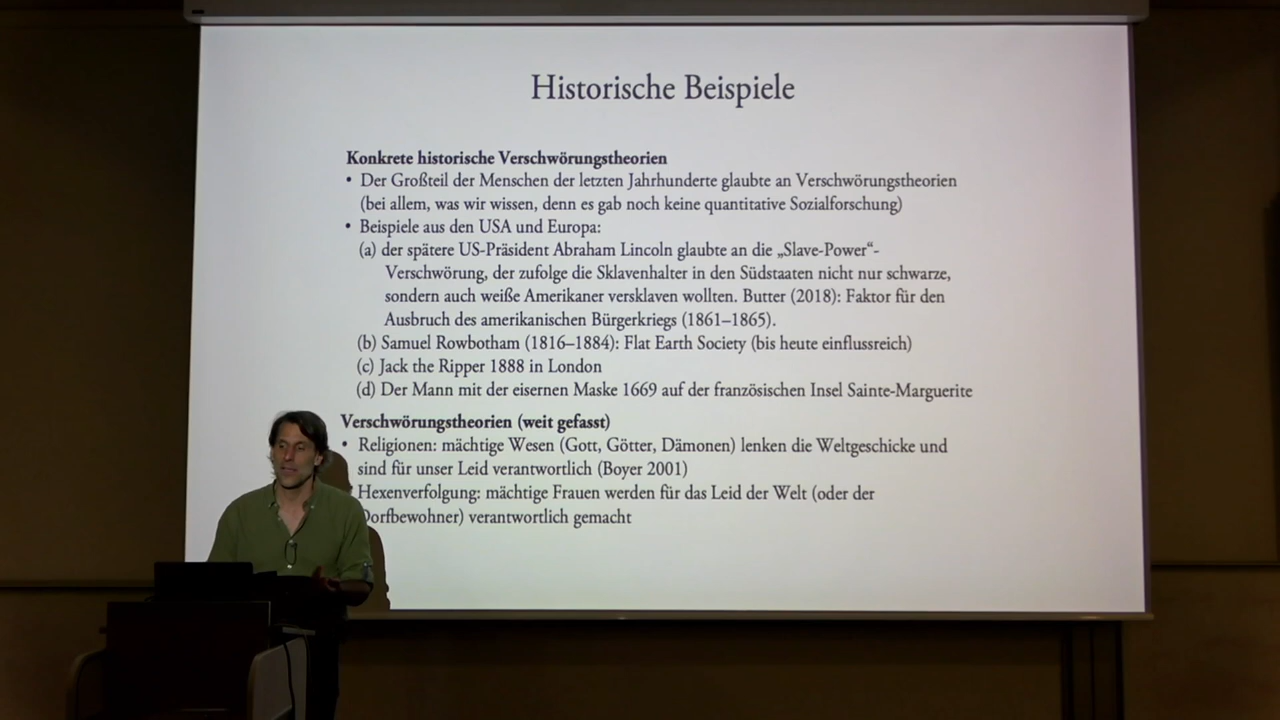 Historische Beispiele
Konkrete historische Verschwörungstheorien
• Der Großteil der Menschen der letzten Jahrhunderte glaubte an Verschwörungstheorien
(bei allem, was wir wissen, denn es gab noch keine quantitative Sozialforschung)
• Beispiele aus den USA und Europa:
(a) der spätere US-Präsident Abraham Lincoln glaubte an die „Slave-Power“-
Verschwörung, der zufolge die Sklavenhalter in den Südstaaten nicht nur schwarze,
sondern auch weiße Amerikaner versklaven wollten. Butter (2018): Faktor für den
Ausbruch des amerikanischen Bürgerkriegs (1861–1865).
(b) Samuel Rowbotham (1816–1884): Flat Earth Society (bis heute einflussreich)
(c) Jack the Ripper 1888 in London
(d) Der Mann mit der eisernen Maske 1669 auf der französischen Insel Sainte-Marguerite
Verschwörungstheorien (weit gefasst)
• Religionen: mächtige Wesen (Gott, Götter, Dämonen) lenken die Weltgeschicke und
sind für unser Leid verantwortlich (Boyer 2001)
Hexenverfolgung: mächtige Frauen werden für das Leid der Welt (oder der
Dorfbewohner) verantwortlich gemacht